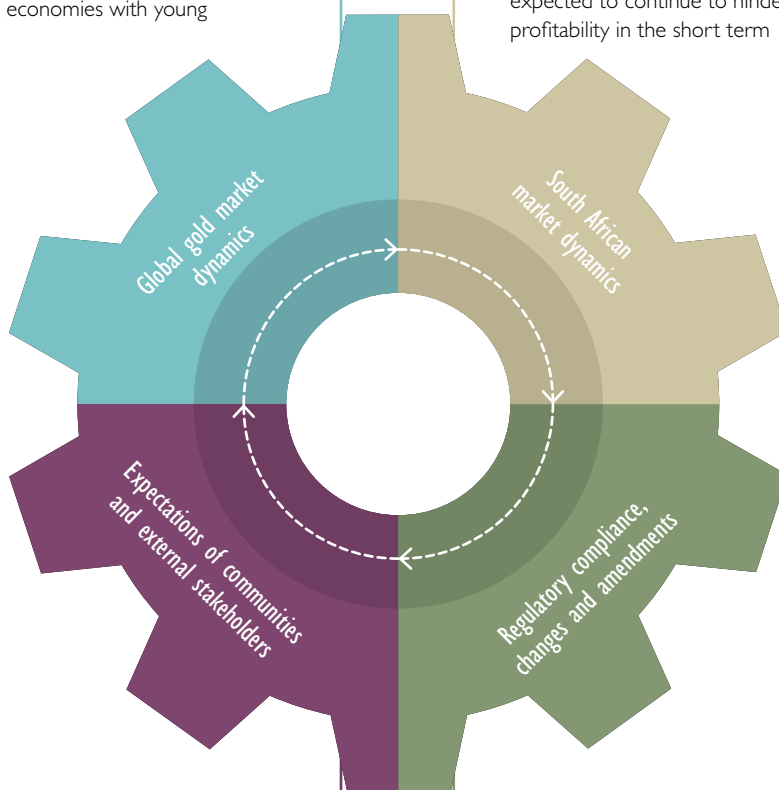 economies with young
expected to continue to
profitability in the short term
Global gold market
dynamics
South African
market dynamics
Expectations of communities
and external stakeholders
Regulatory compliance,
changes and amendments